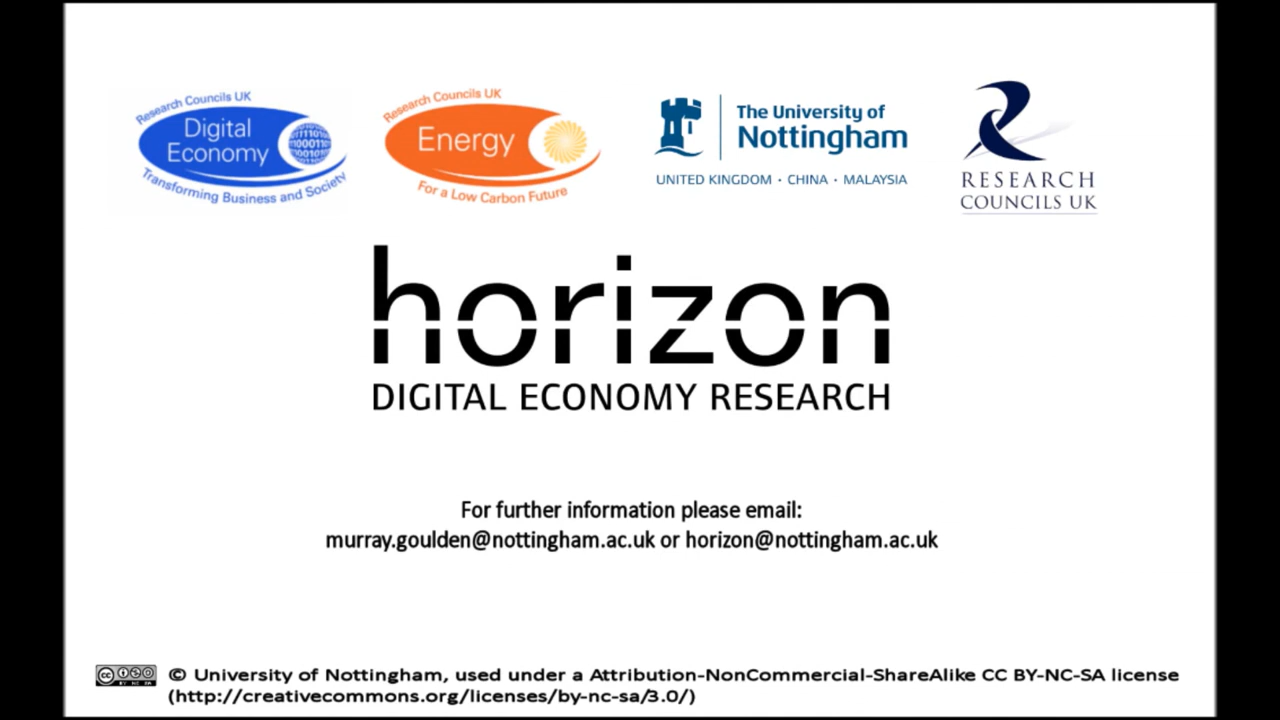 Research Councils UK
Digital
Economy
Transforming Business and Society
Research Councils UK
Energy
For a Low Carbon Future
The University of
Nottingham
UNITED KINGDOM · CHINA · MALAYSIA
RESEARCH
COUNCILS UK
horizon
DIGITAL ECONOMY RESEARCH
For further information please email:
murray.goulden@nottingham.ac.uk or horizon@nottingham.ac.uk
© University of Nottingham, used under a Attribution-NonCommercial-ShareAlike CC BY-NC-SA license
(http://creativecommons.org/licenses/by-nc-sa/3.0/)